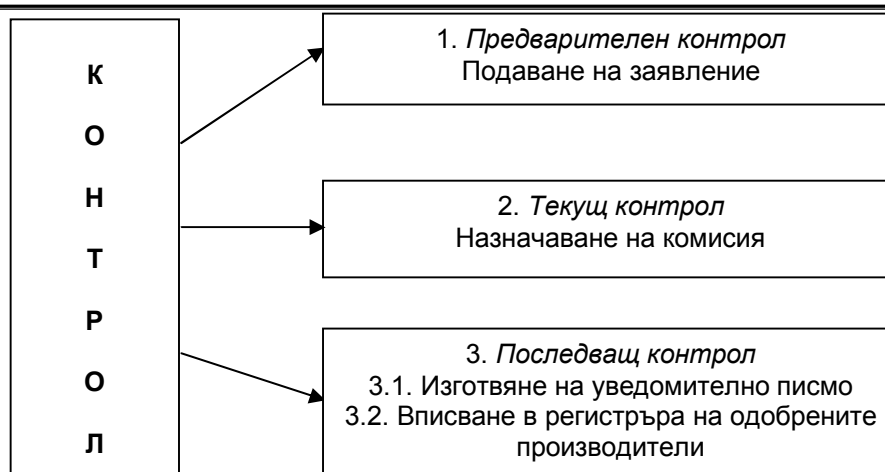 К
О
Н
Т
Р
О
Л
1. Предварителен контрол
Подаване на заявление
2. Текущ контрол
Назначаване на комисия
3. Последващ контрол
3.1. Изготвяне на уведомително писмо
3.2. Вписване в регистръра на одобрените
производители